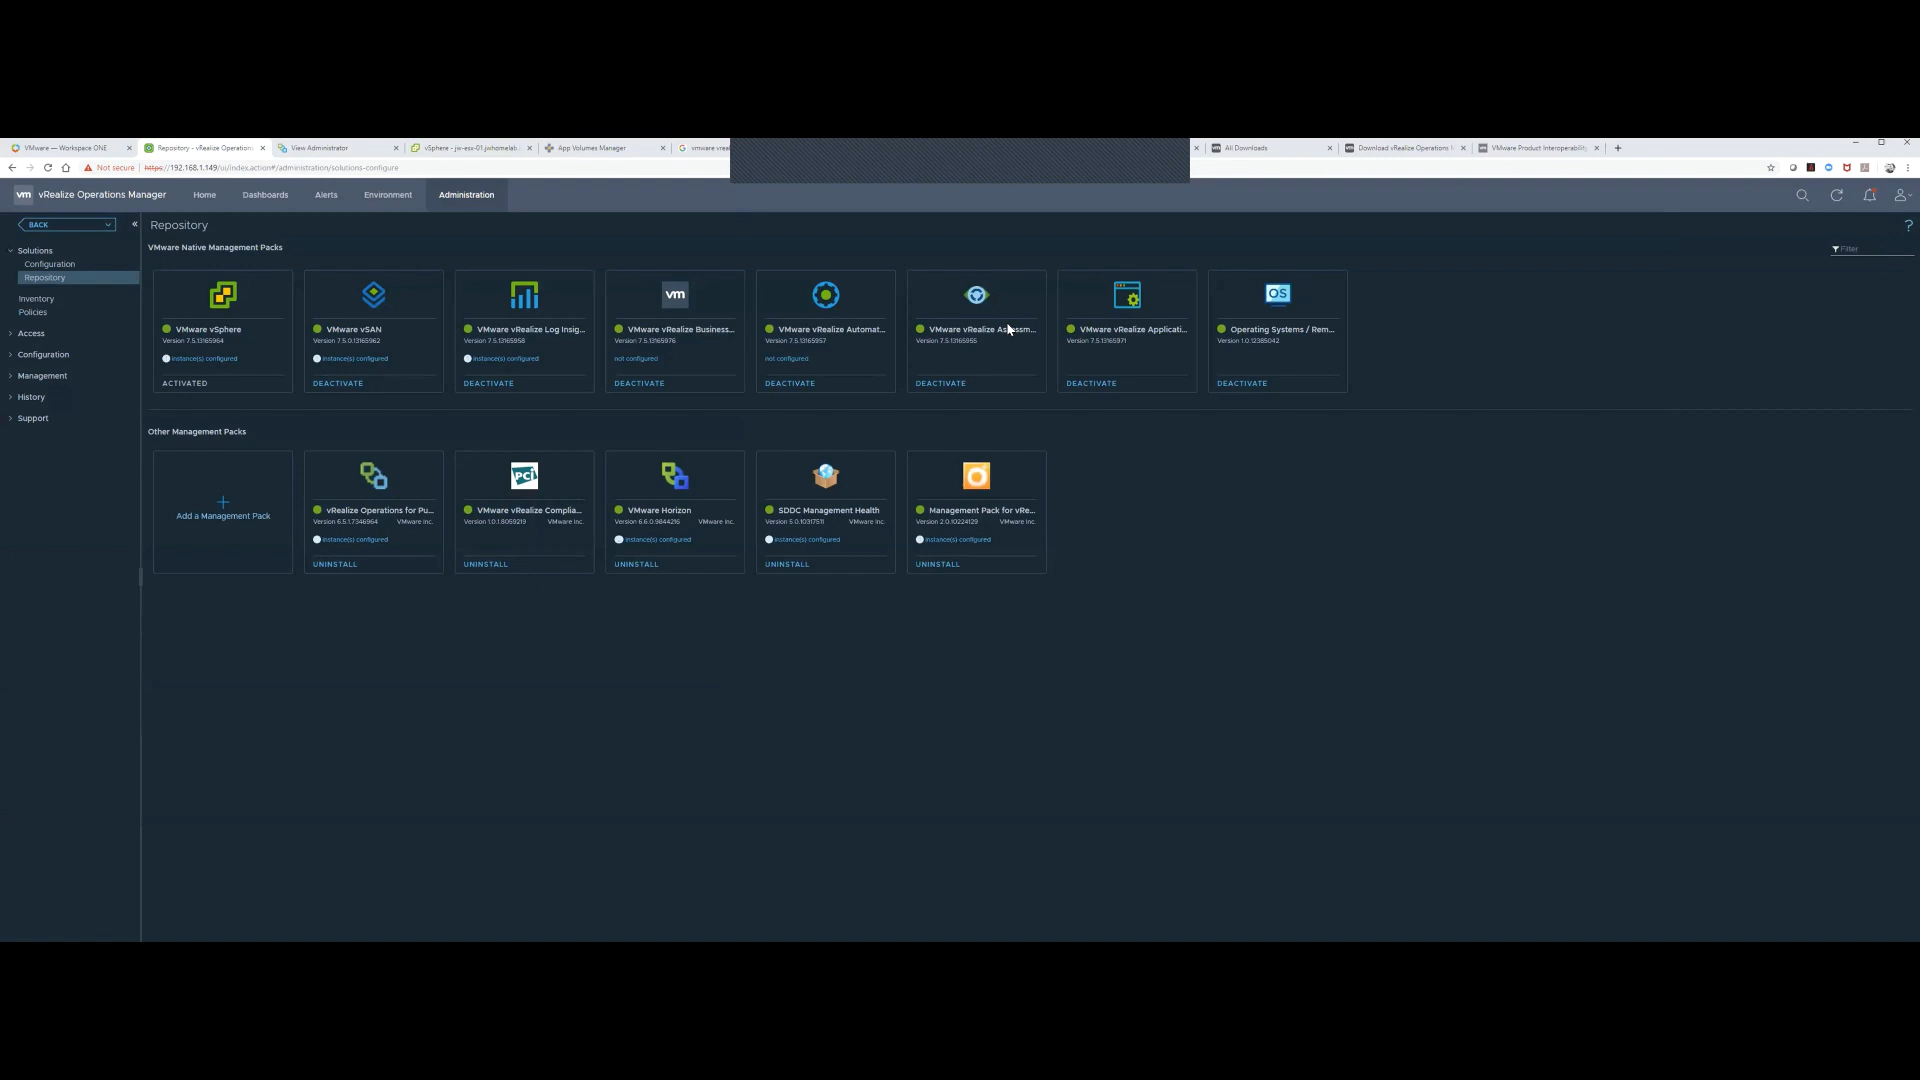 VMware — Workspace ONE
Repository - vRealize Operations
View Administrator
vSphere - jw-esx-01.jwhomelab.
App Volumes Manager
vmware vreal
All Downloads
Download vRealize Operations
VMware Product Interoperability
Not secure | https://192.168.1.149/ui/index.action#/administration/solutions-configure
vm vRealize Operations Manager Home Dashboards Alerts Environment Administration
BACK
Solutions
Configuration
Repository
Inventory
Policies
Access
Configuration
Management
History
Support
Repository
?
VMware Native Management Packs
Filter
VMware vSphere
Version 7.5.13165964
instance(s) configured
ACTIVATED
VMware vSAN
Version 7.5.0.13165962
instance(s) configured
DEACTIVATE
VMware vRealize Log Insig...
Version 7.5.13165958
instance(s) configured
DEACTIVATE
vm
VMware vRealize Business...
Version 7.5.13165976
not configured
DEACTIVATE
VMware vRealize Automat...
Version 7.5.13165957
not configured
DEACTIVATE
VMware vRealize Assessm...
Version 7.5.13165955
DEACTIVATE
VMware vRealize Applicati...
Version 7.5.13165971
DEACTIVATE
OS
Operating Systems / Rem...
Version 1.0.12385042
DEACTIVATE
Other Management Packs
Add a Management Pack
vRealize Operations for Pu...
Version 6.5.1.7346964 VMware Inc.
instance(s) configured
UNINSTALL
PCI
VMware vRealize Complia...
Version 1.0.1.8059219 VMware Inc.
UNINSTALL
VMware Horizon
Version 6.6.0.9844216 VMware Inc.
instance(s) configured
UNINSTALL
SDDC Management Health
Version 5.0.10317511 VMware Inc.
instance(s) configured
UNINSTALL
Management Pack for vRe...
Version 2.0.10224129 VMware Inc.
instance(s) configured
UNINSTALL